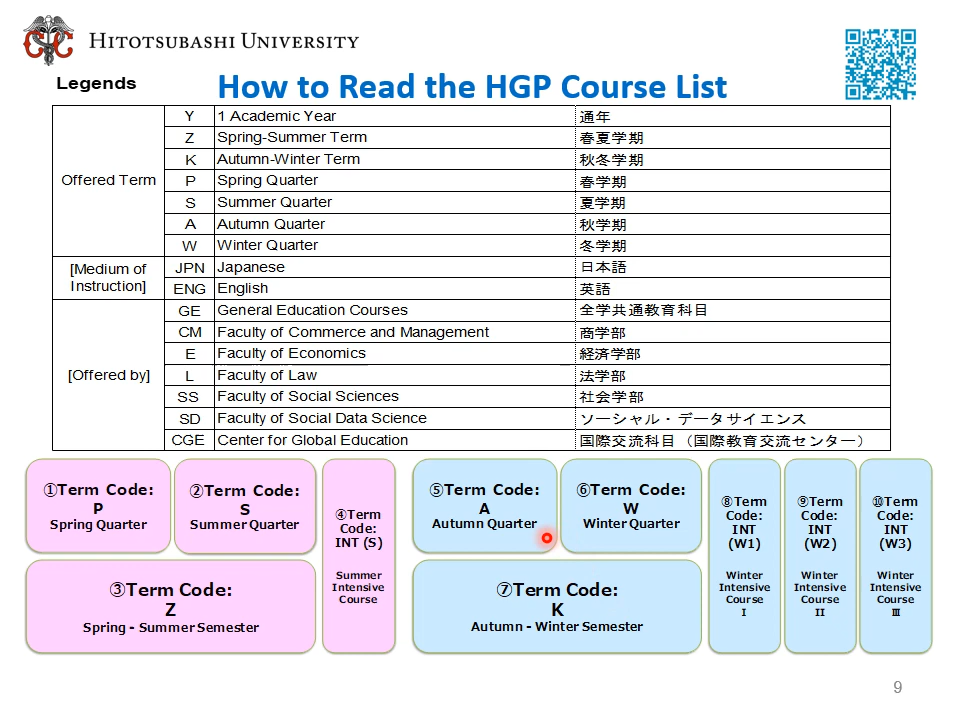 HITOTSUBASHI UNIVERSITY
Legends
How to Read the HGP Course List
Offered Term
Y 1 Academic Year 通年
Z Spring-Summer Term 春夏学期
K Autumn-Winter Term 秋冬学期
P Spring Quarter 春学期
S Summer Quarter 夏学期
A Autumn Quarter 秋学期
W Winter Quarter 冬学期
[Medium of
Instruction]
JPN Japanese 日本語
ENG English 英語
[Offered by]
GE General Education Courses 全学共通教育科目
CM Faculty of Commerce and Management 商学部
E Faculty of Economics 経済学部
L Faculty of Law 法学部
SS Faculty of Social Sciences 社会学部
SD Faculty of Social Data Science ソーシャル・データサイエンス
CGE Center for Global Education 国際交流科目（国際教育交流センター）
①Term Code:
P
Spring Quarter
②Term Code:
S
Summer Quarter
③Term Code:
Z
Spring - Summer Semester
④Term
Code:
INT (S)
Summer
Intensive
Course
⑤Term Code:
A
Autumn Quarter
⑥Term Code:
W
Winter Quarter
⑦Term Code:
K
Autumn - Winter Semester
⑧Term
Code:
INT
(W1)
Winter
Intensive
Course
Ⅰ
⑨Term
Code:
INT
(W2)
Winter
Intensive
Course
Ⅱ
⑩Term
Code:
INT
(W3)
Winter
Intensive
Course
Ⅲ
9